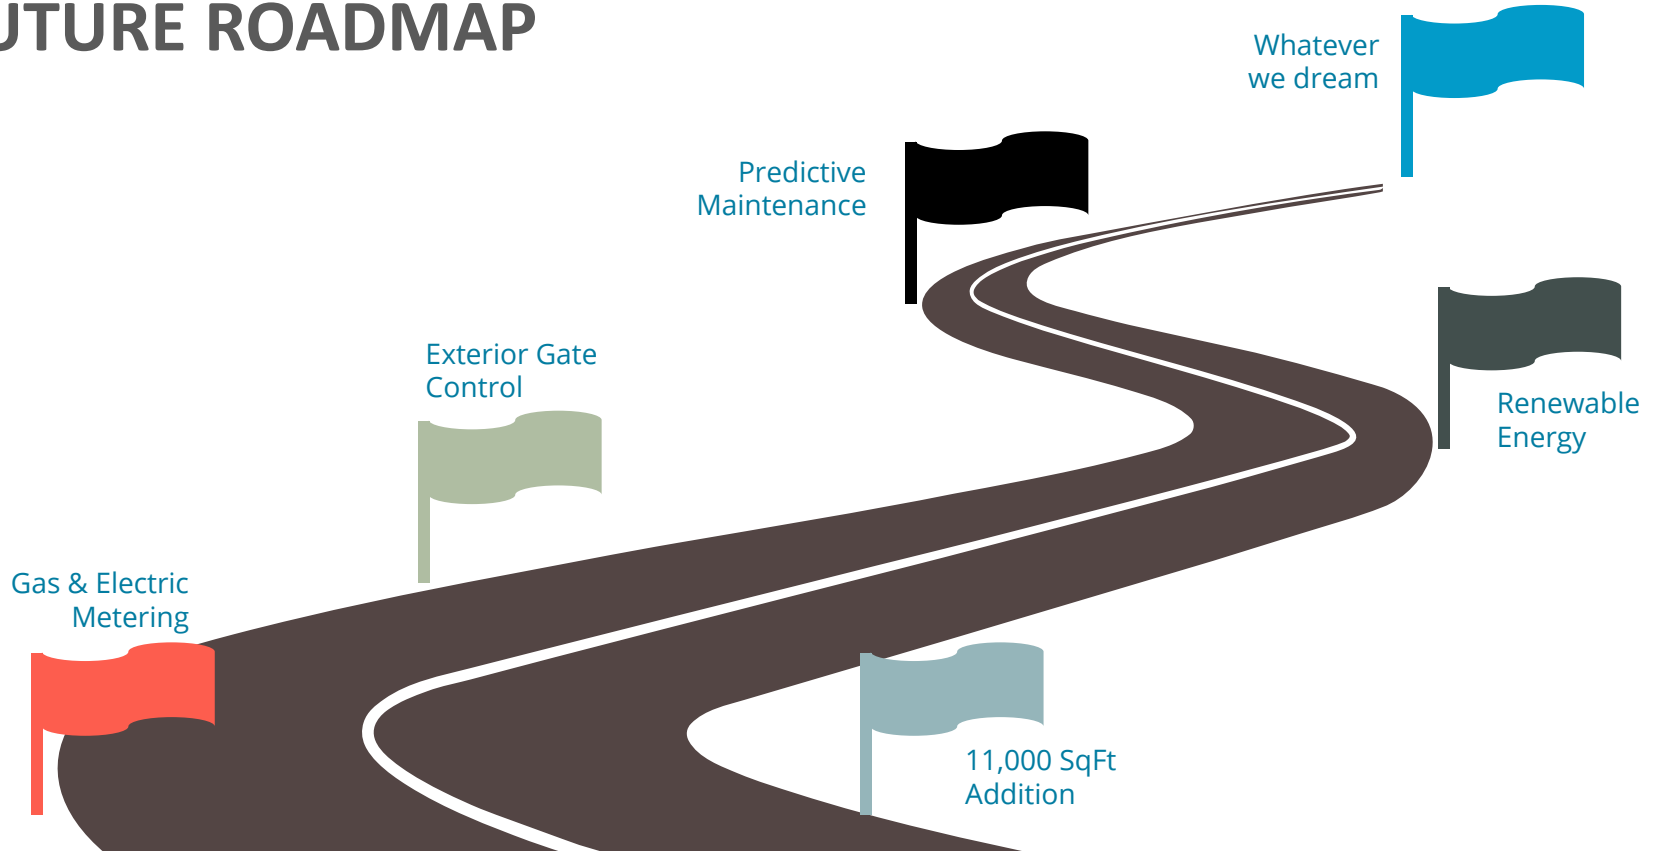 UTURE ROADMAP
Whatever
we dream
Predictive
Maintenance
Exterior Gate
Control
Renewable
Energy
Gas & Electric
Metering
11,000 SqFt
Addition